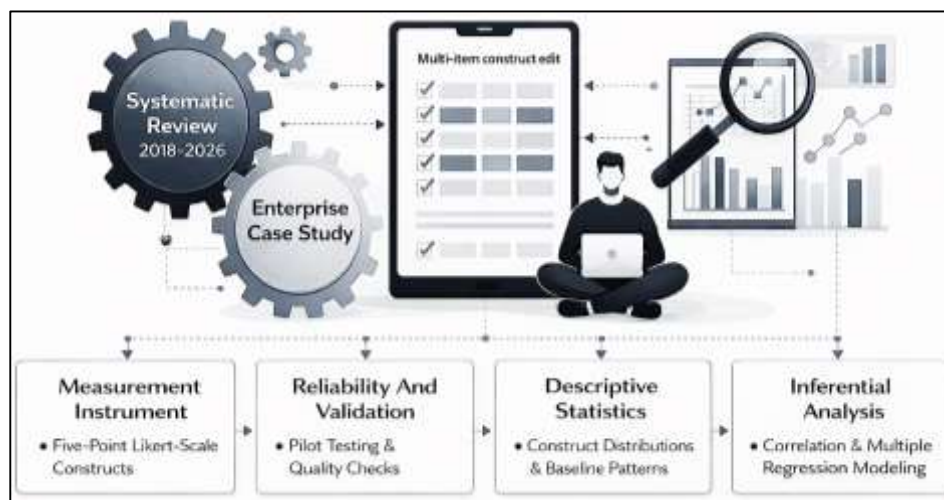 Systematic
Review
2018-2026
Enterprise
Case Study
Multi-item construct edit
Measurement
Instrument
• Five-Point Likert-Scale
Constructs
Reliability And
Validation
• Pilot Testing &
Quality Checks
Descriptive
Statistics
• Construct Distributions
& Baseline Patterns
Inferential
Analysis
• Correlation & Multiple
Regression Modeling